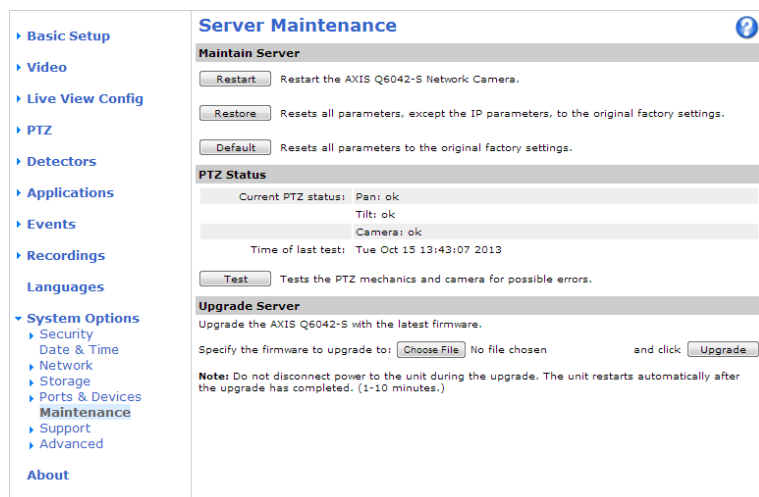 Basic Setup
Video
Live View Config
PTZ
Detectors
Applications
Events
Recordings
Languages
System Options
Security
Date & Time
Network
Storage
Ports & Devices
Maintenance
Support
Advanced
About
Server Maintenance
?
Maintain Server
Restart Restart the AXIS Q6042-S Network Camera.
Restore Resets all parameters, except the IP parameters, to the original factory settings.
Default Resets all parameters to the original factory settings.
PTZ Status
Current PTZ status: Pan: ok
Tilt: ok
Camera: ok
Time of last test: Tue Oct 15 13:43:07 2013
Test Tests the PTZ mechanics and camera for possible errors.
Upgrade Server
Upgrade the AXIS Q6042-S with the latest firmware.
Specify the firmware to upgrade to: Choose File No file chosen and click Upgrade
Note: Do not disconnect power to the unit during the upgrade. The unit restarts automatically after
the upgrade has completed. (1-10 minutes.)